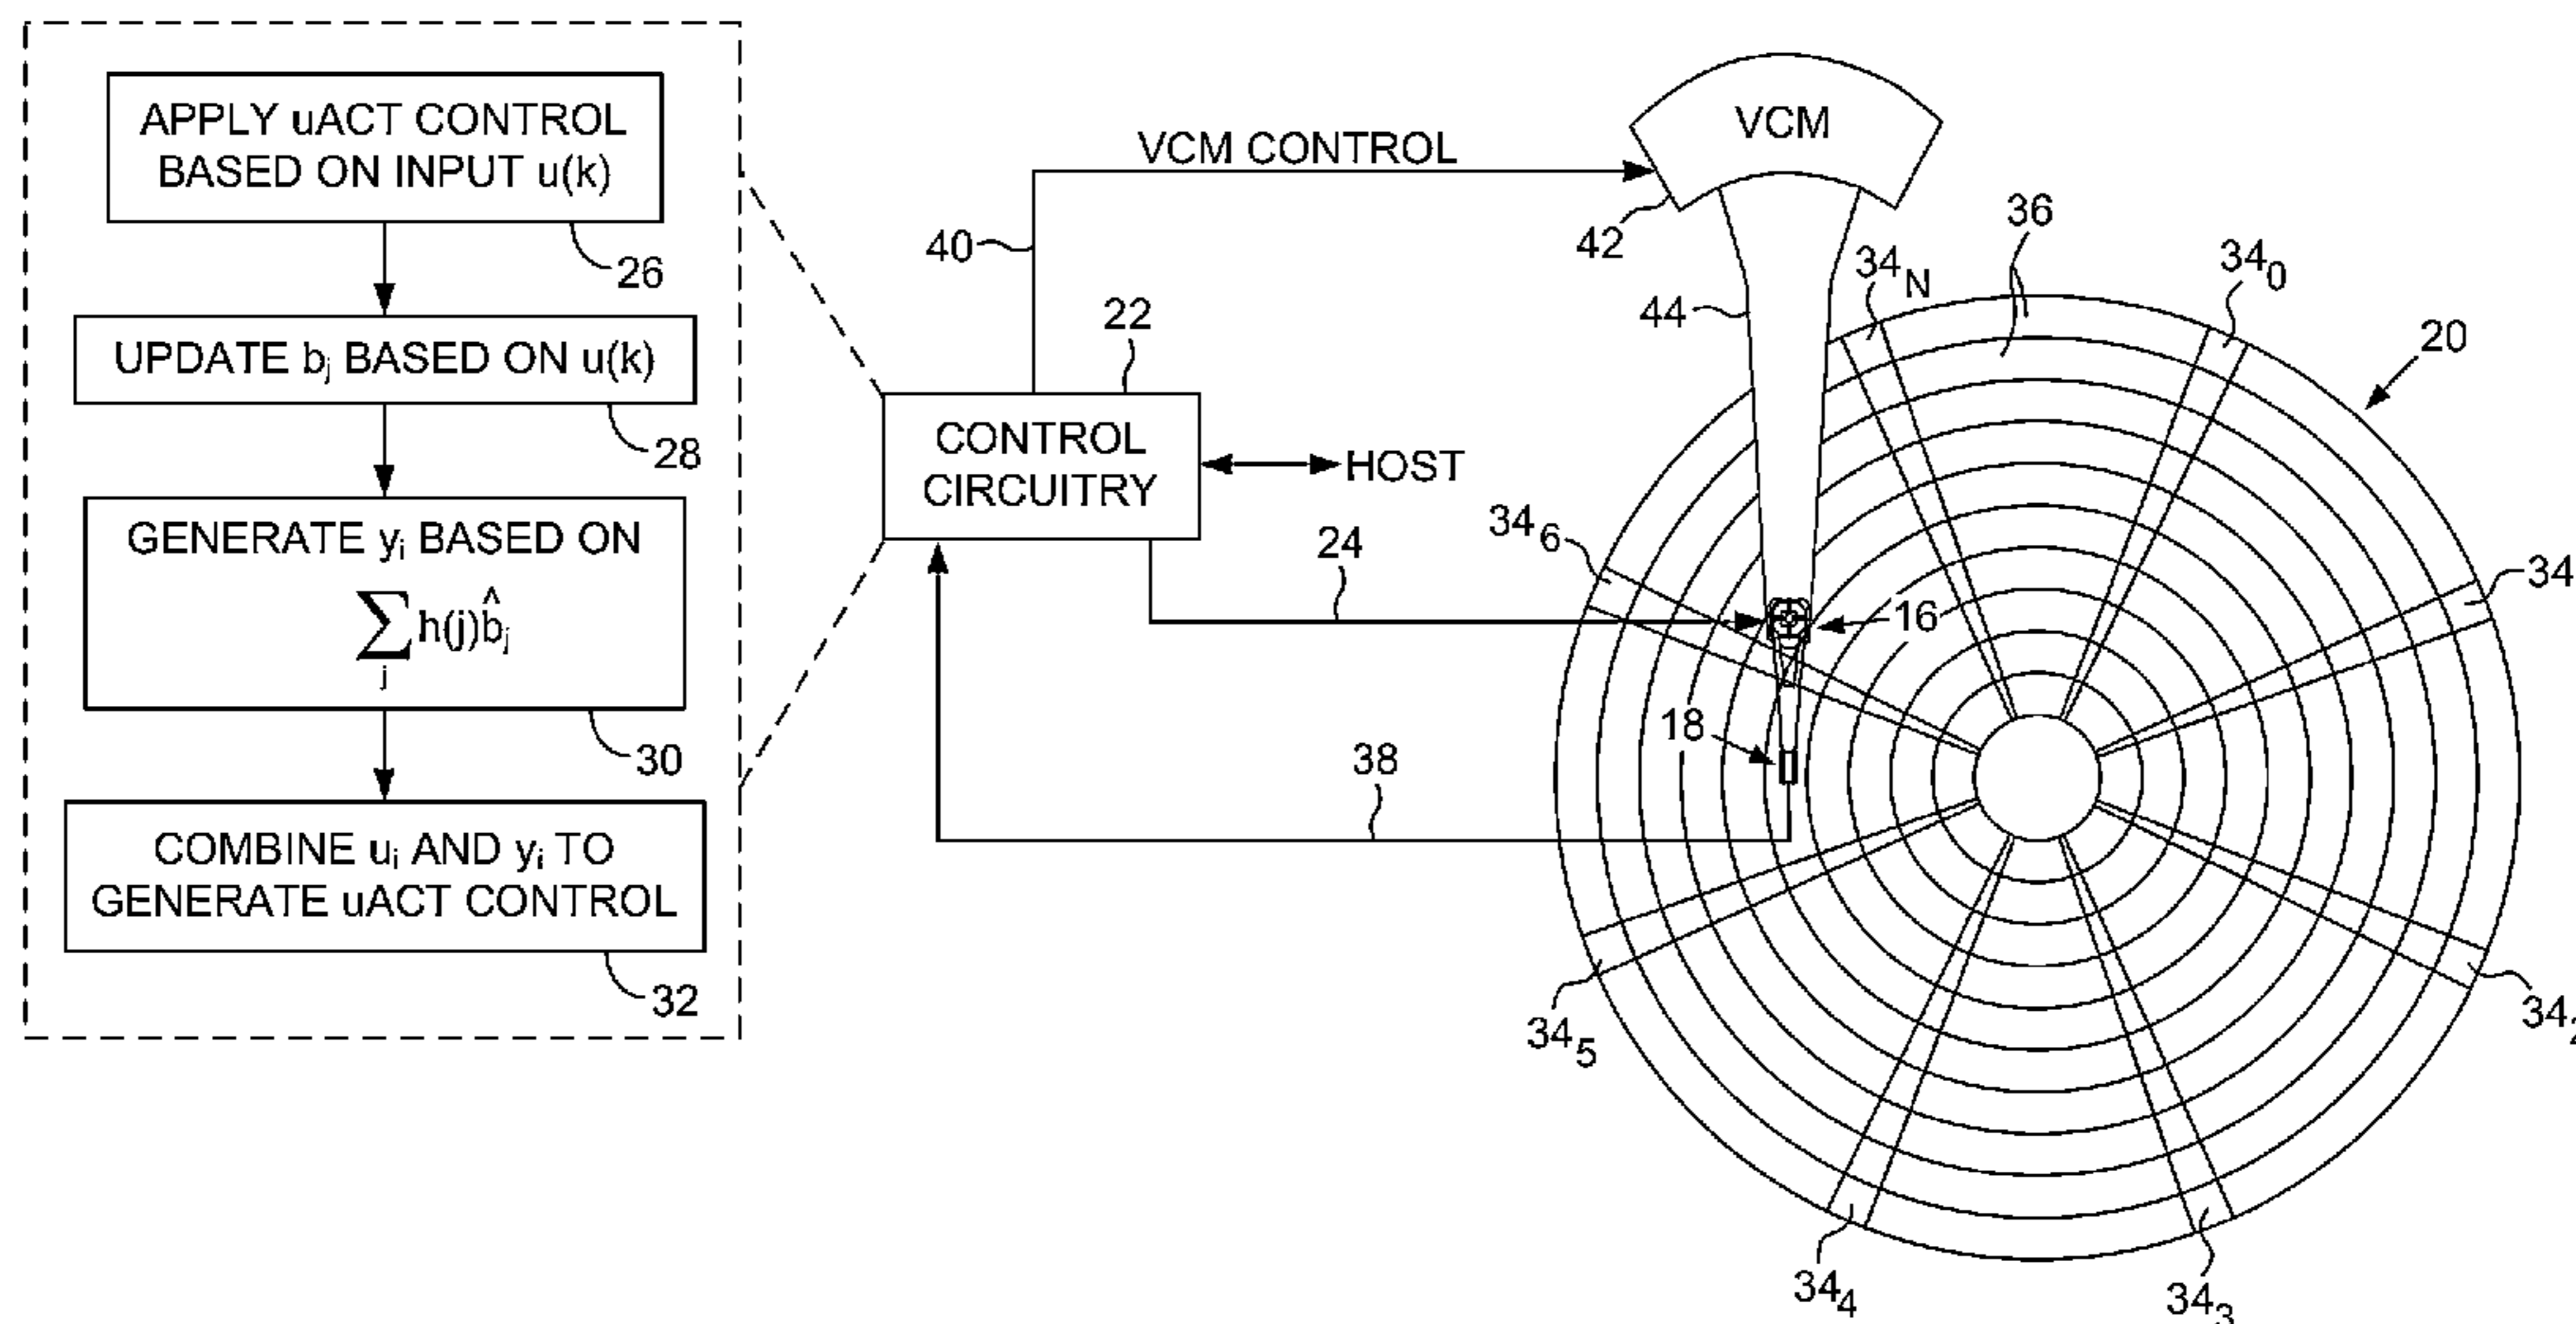 APPLY uACT CONTROL
BASED ON INPUT u(k)
26
UPDATE bj BASED ON u(k)
28
GENERATE yi BASED ON
∑ h(j)b̂j
j
30
COMBINE ui AND yi TO
GENERATE uACT CONTROL
32
VCM CONTROL
40
22
CONTROL
CIRCUITRY
HOST
24
38
VCM
42
44
36
34N
340
20
34
346
16
18
345
342
344
343